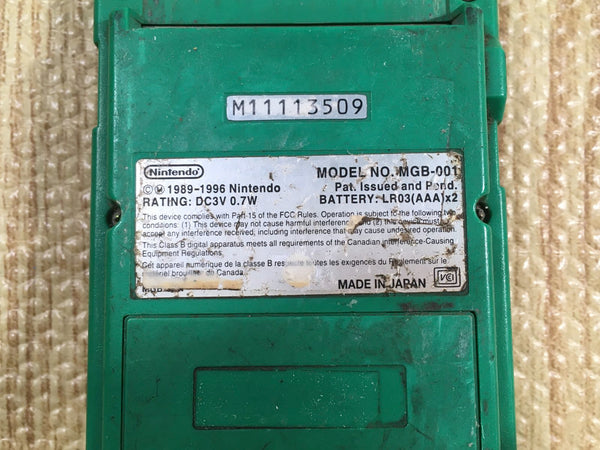 M11113509
Nintendo MODEL NO. MGB-001
©Ⓜ 1989-1996 Nintendo Pat. Issued and Pend.
RATING: DC3V 0.7W BATTERY: LR03(AAA)x2
This device complies with Part 15 of the FCC Rules. Operation is subject to the following two
conditions: (1) This device may not cause harmful interference and (2) this device must
accept any interference received, including interference that may cause undesired operation.
This Class B digital apparatus meets all requirements of the Canadian Interference-Causing
Equipment Regulations.
Cet appareil numérique de la classe B respecte toutes les exigences du Règlement sur le
matériel brouilleur du Canada.
MGB MADE IN JAPAN VCI